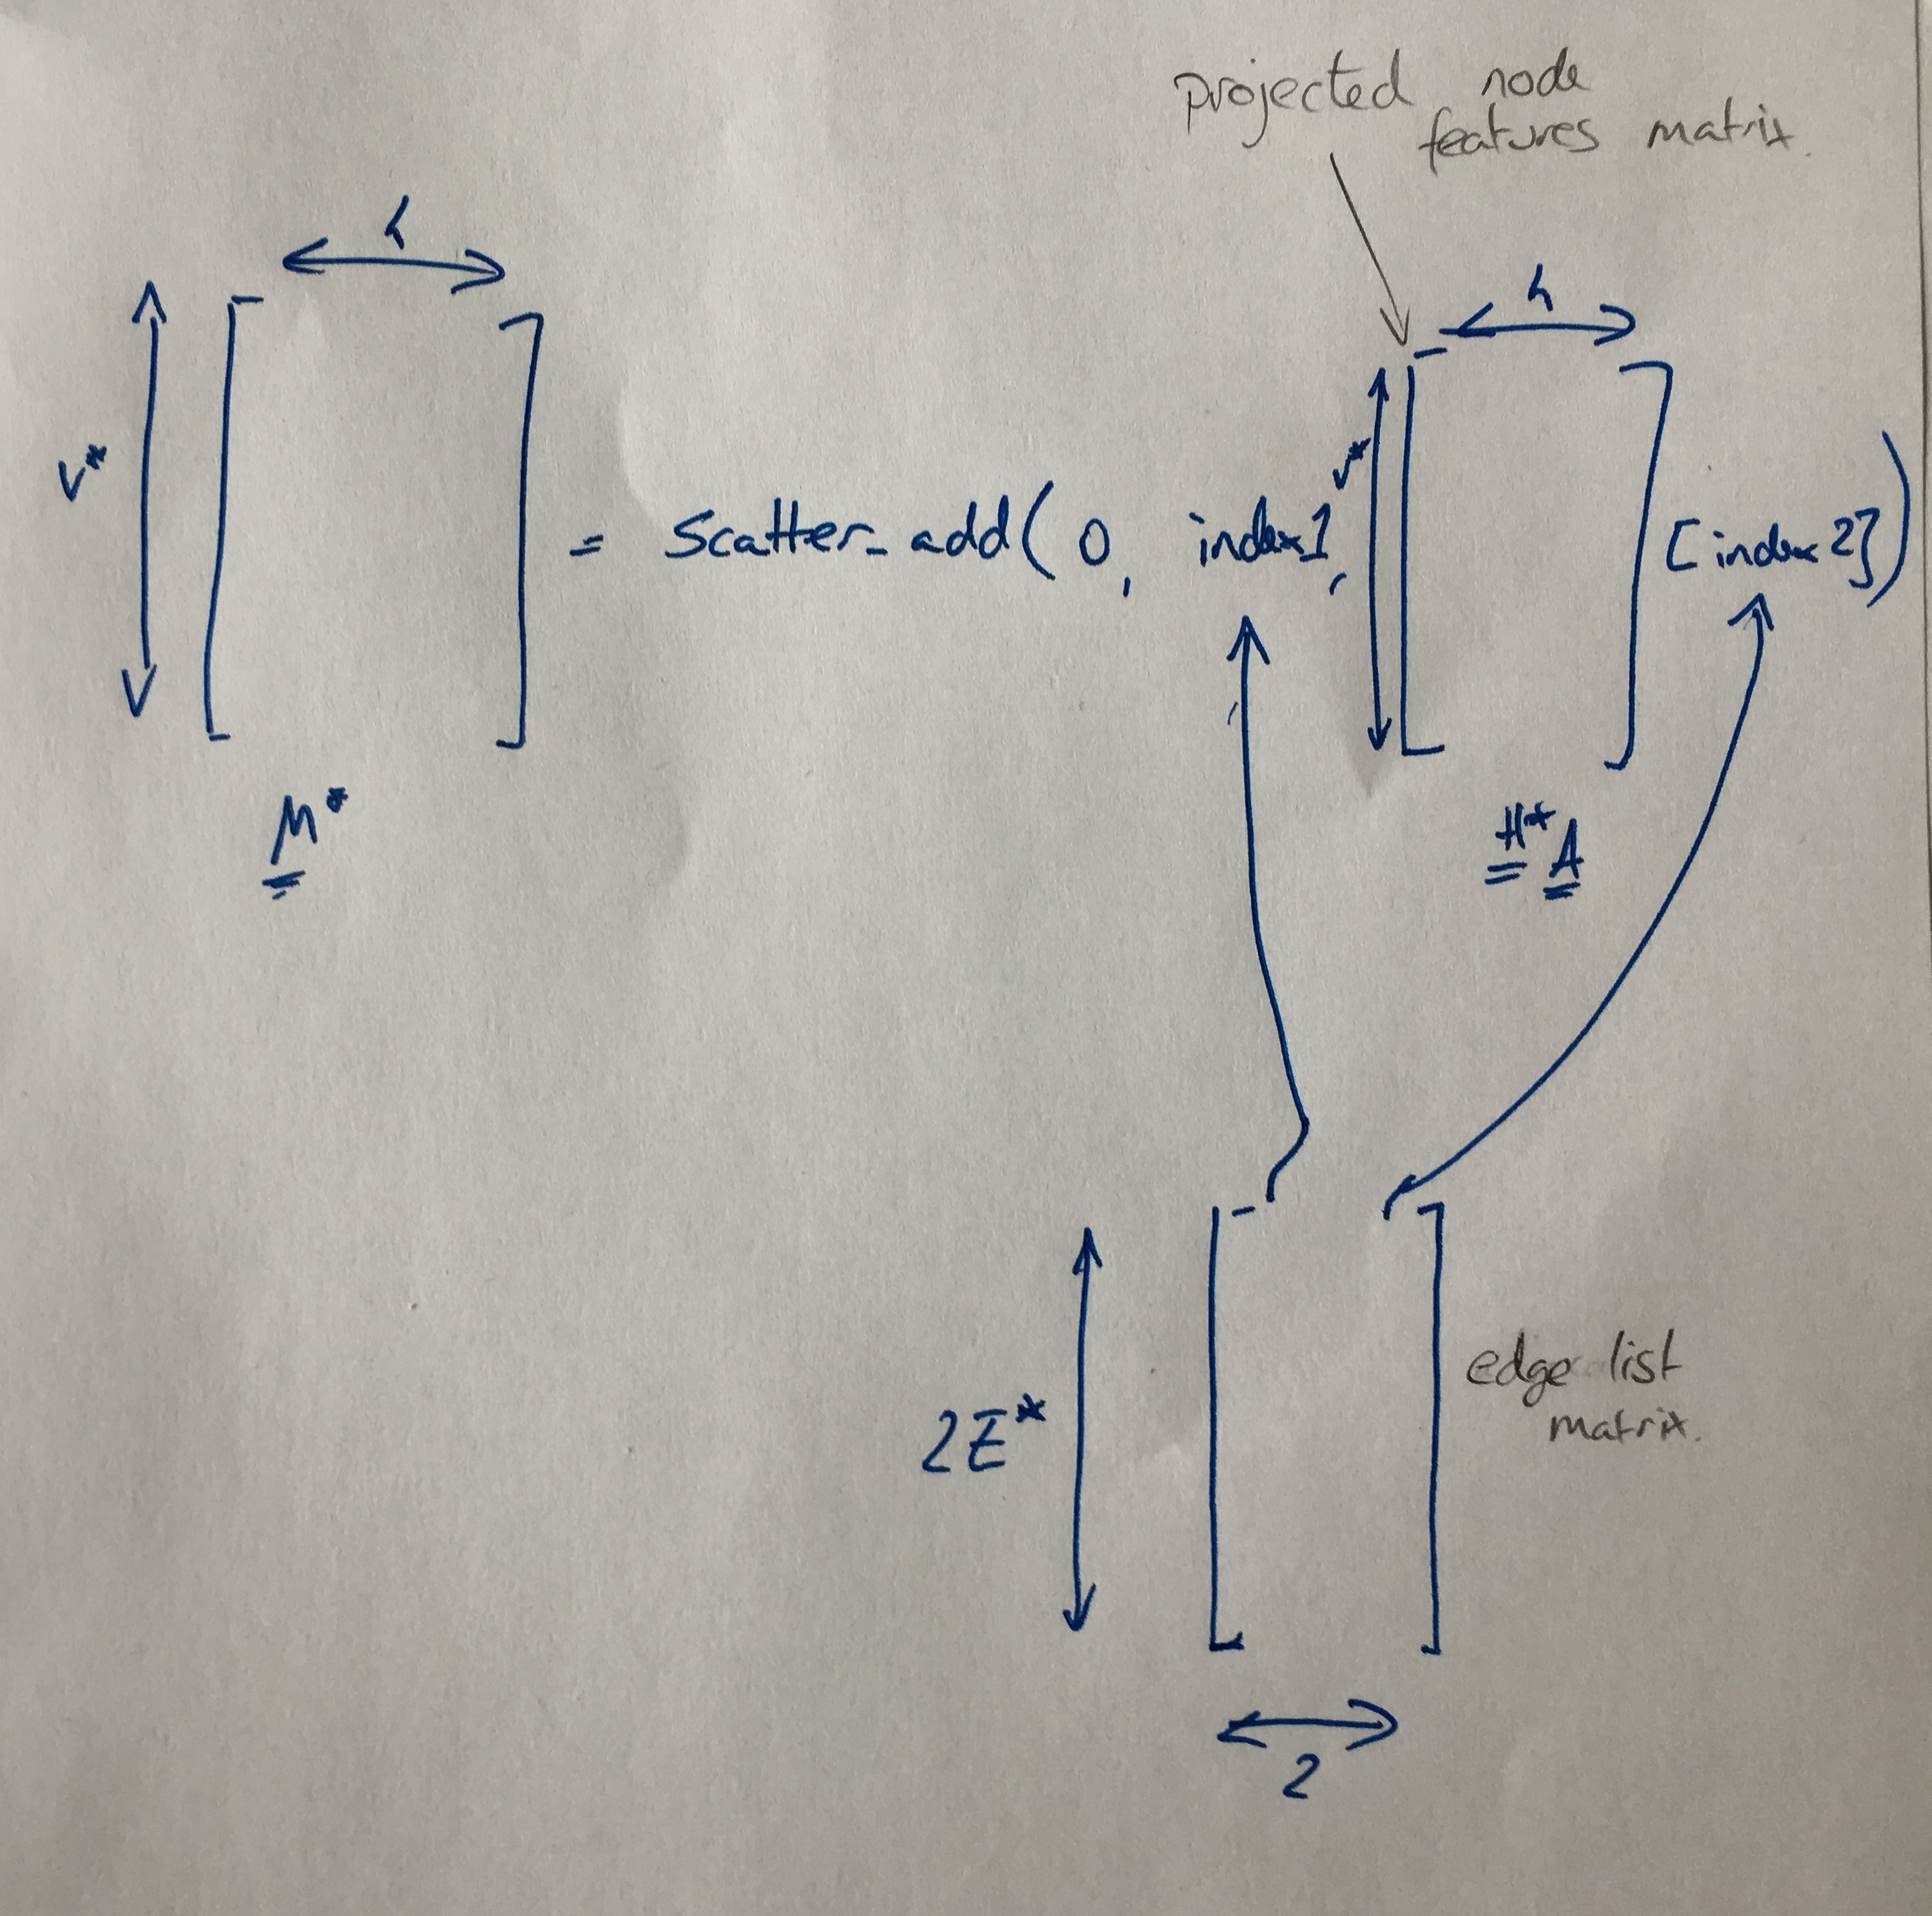 projected node
features matrix.
h
h
V*
V*
= Scatter_add( 0, index1, [index2])
M*
H* A
2E*
edge list
matrix.
2